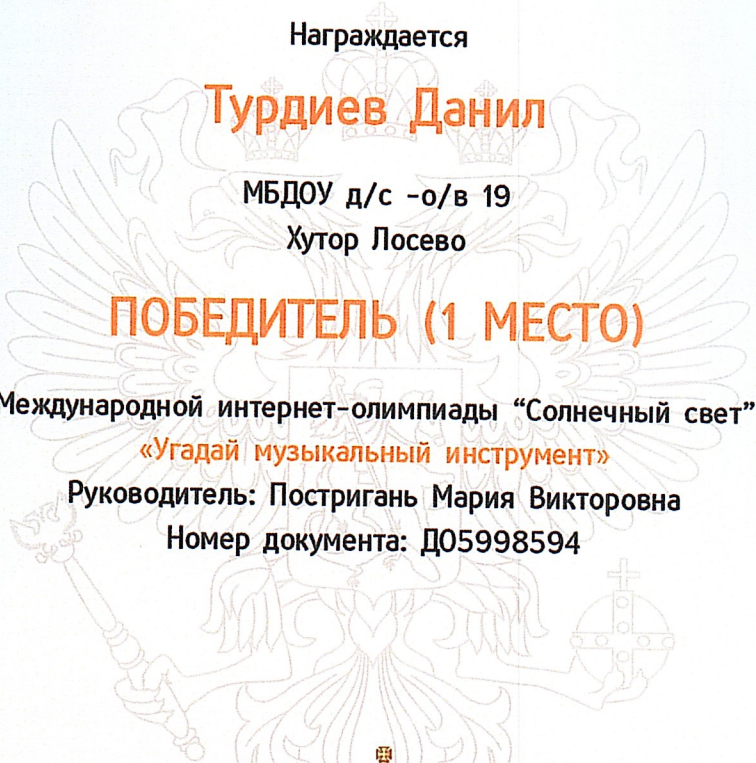 Награждается
Турдиев Данил
МБДОУ д/с -о/в 19
Хутор Лосево
ПОБЕДИТЕЛЬ (1 МЕСТО)
Международной интернет-олимпиады “Солнечный свет”
«Угадай музыкальный инструмент»
Руководитель: Постригань Мария Викторовна
Номер документа: ДО5998594